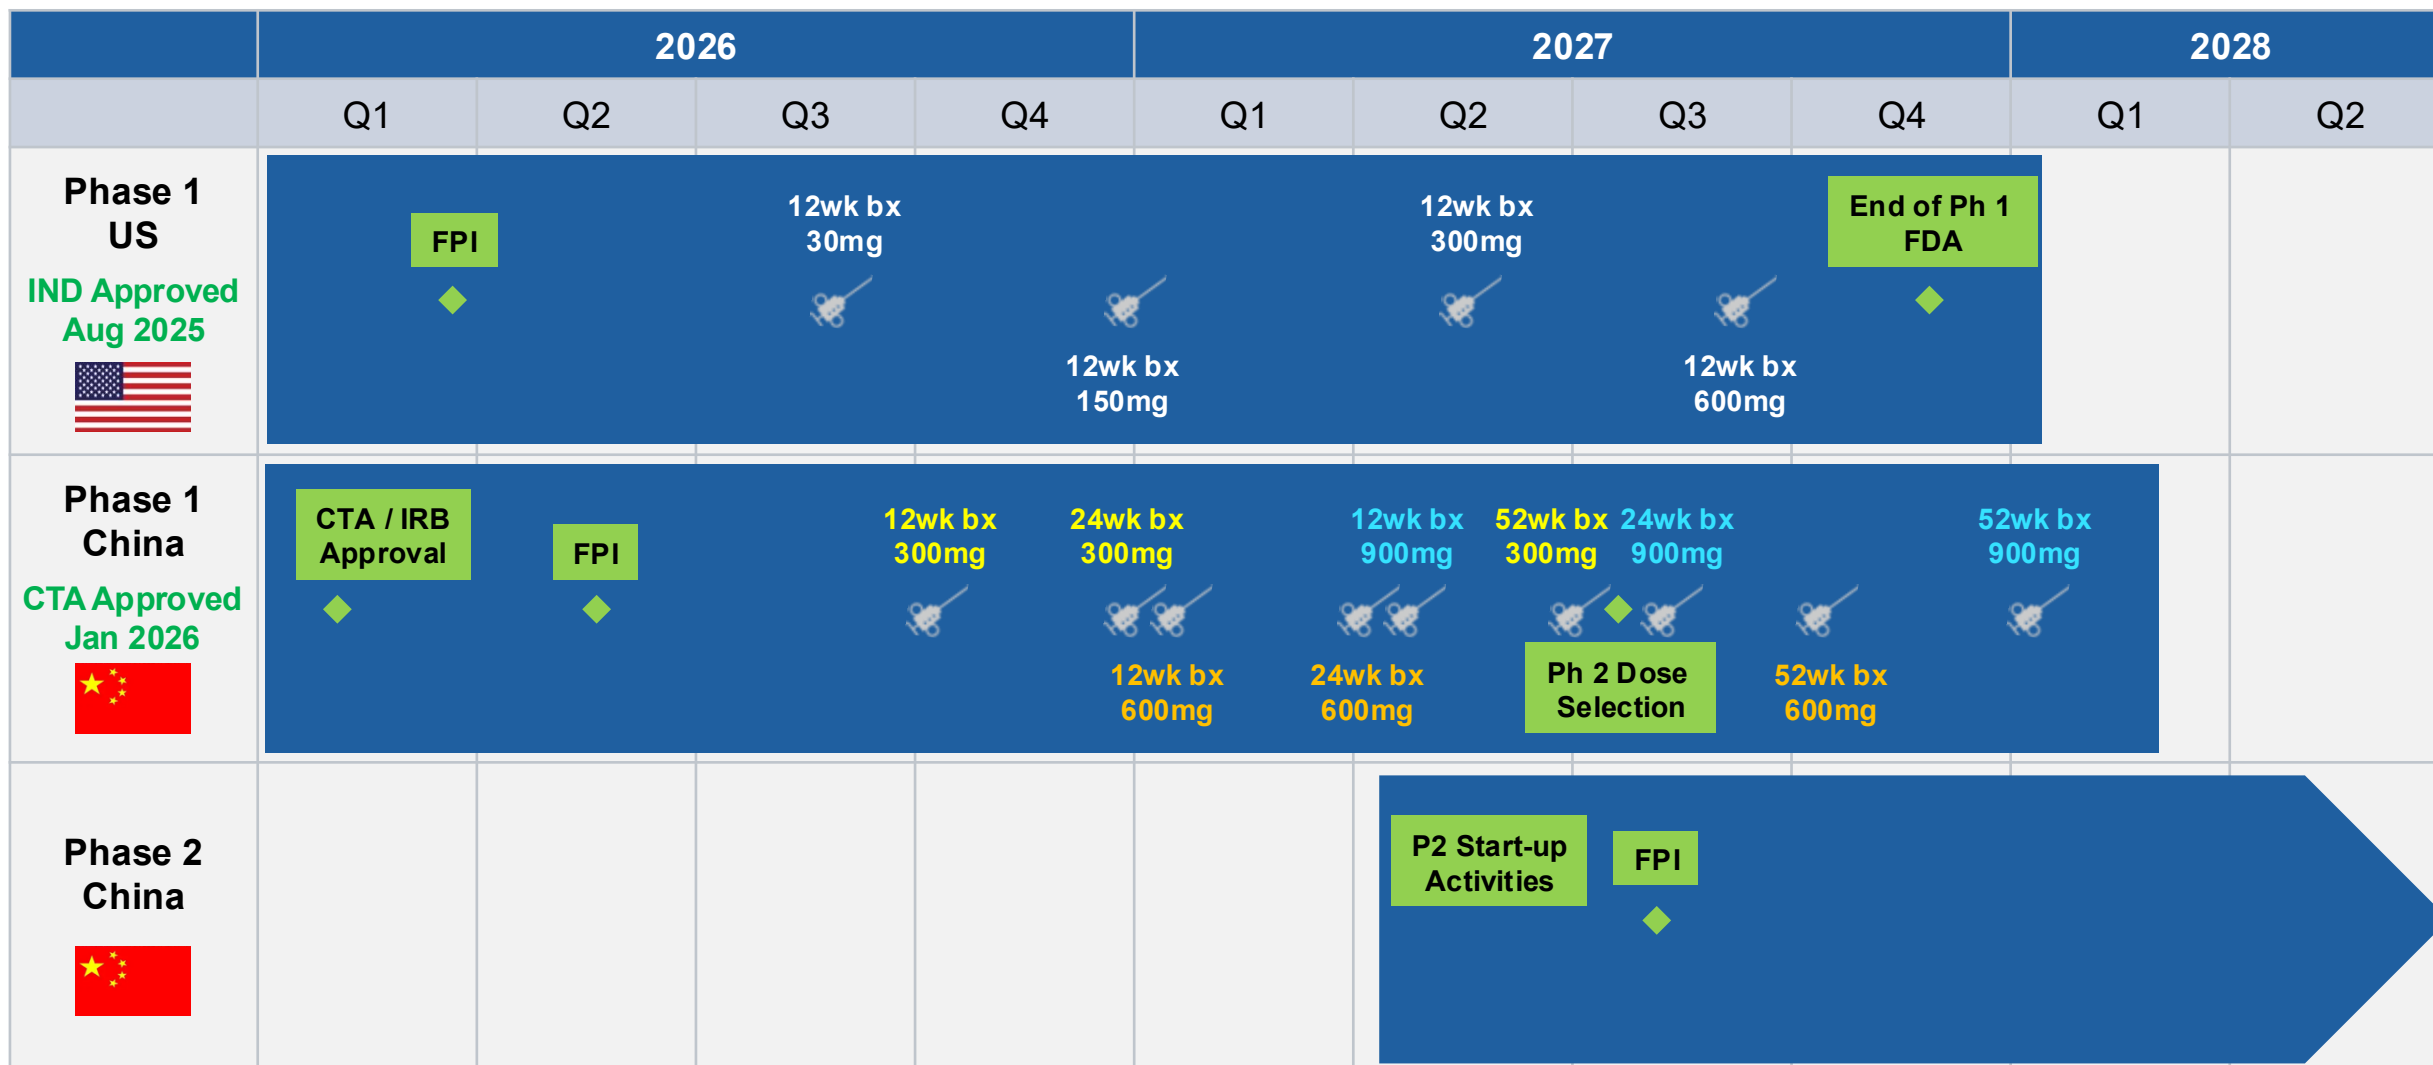 2026
2027
2028
Q1
Q2
Q3
Q4
Q1
Q2
Q3
Q4
Q1
Q2
Phase 1
US
IND Approved
Aug 2025
FPI
12wk bx
30mg
12wk bx
150mg
12wk bx
300mg
12wk bx
600mg
End of Ph 1
FDA
Phase 1
China
CTA Approved
Jan 2026
CTA / IRB
Approval
FPI
12wk bx
300mg
24wk bx
300mg
12wk bx
900mg
52wk bx
300mg
24wk bx
900mg
52wk bx
900mg
12wk bx
600mg
24wk bx
600mg
Ph 2 Dose
Selection
52wk bx
600mg
Phase 2
China
P2 Start-up
Activities
FPI